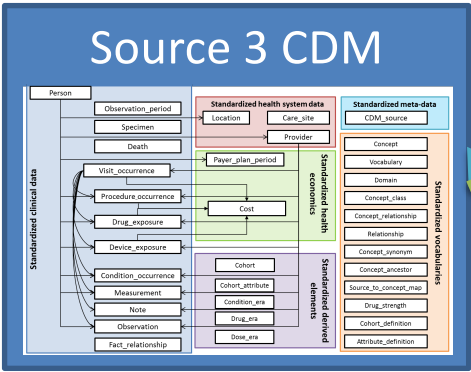 Source 3 CDM
Person
Standardized clinical data
Observation_period
Specimen
Death
Visit_occurrence
Procedure_occurrence
Drug_exposure
Device_exposure
Condition_occurrence
Measurement
Note
Observation
Fact_relationship
Standardized health system data
Location
Care_site
Provider
Payer_plan_period
Cost
Standardized health
economics
Cohort
Cohort_attribute
Condition_era
Drug_era
Dose_era
Standardized derived
elements
Standardized meta-data
CDM_source
Concept
Vocabulary
Domain
Concept_class
Concept_relationship
Relationship
Concept_synonym
Concept_ancestor
Source_to_concept_map
Drug_strength
Cohort_definition
Attribute_definition
Standardized vocabularies